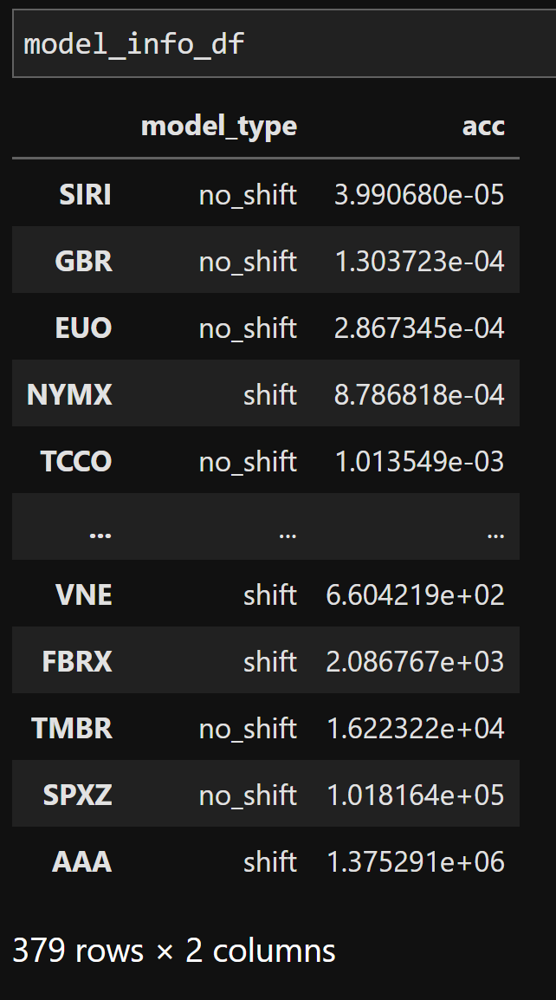 model_info_df
model_type acc
SIRI no_shift 3.990680e-05
GBR no_shift 1.303723e-04
EUO no_shift 2.867345e-04
NYMX shift 8.786818e-04
TCCO no_shift 1.013549e-03
... ... ...
VNE shift 6.604219e+02
FBRX shift 2.086767e+03
TMBR no_shift 1.622322e+04
SPXZ no_shift 1.018164e+05
AAA shift 1.375291e+06
379 rows × 2 columns